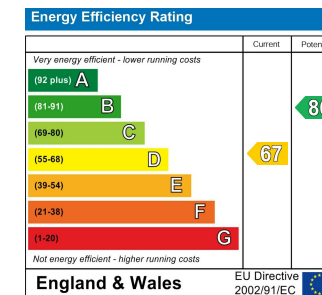 Energy Efficiency Rating
Current
Very energy efficient - lower running costs
(92 plus) A
(81-91) B
(69-80) C
(55-68) D
67
(39-54) E
(21-38) F
(1-20) G
Not energy efficient - higher running costs
England & Wales
EU Directive
2002/91/EC